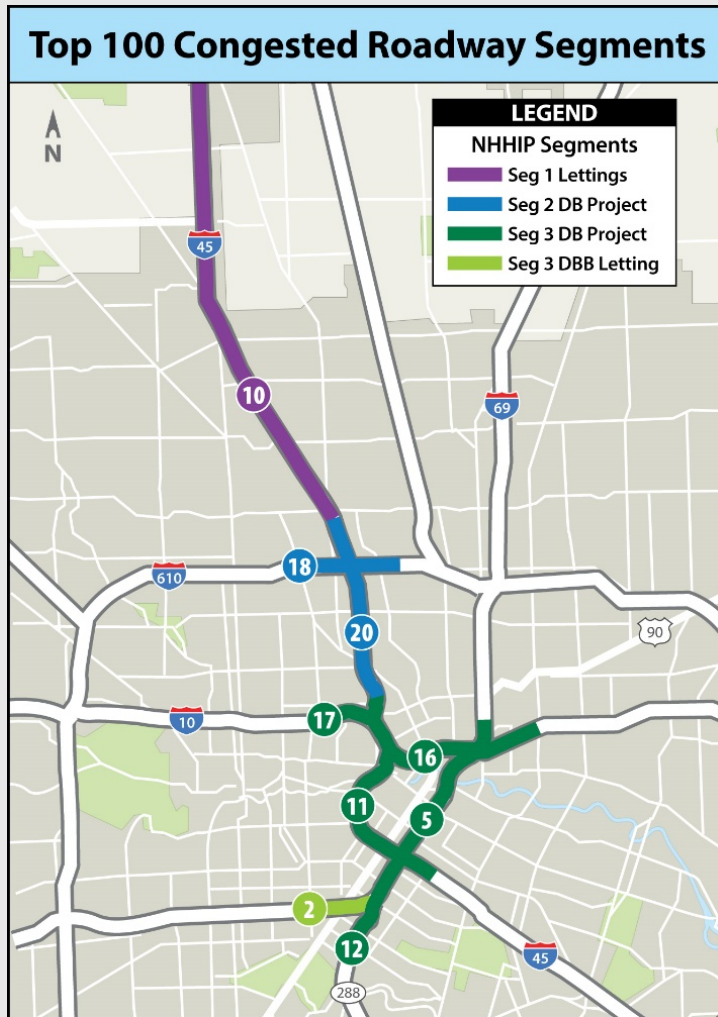 Top 100 Congested Roadway Segments
N
LEGEND
NHHIP Segments
Seg 1 Lettings
Seg 2 DB Project
Seg 3 DB Project
Seg 3 DBB Letting
45
10
69
18
610
20
90
17
10
16
11
5
2
12
45
288